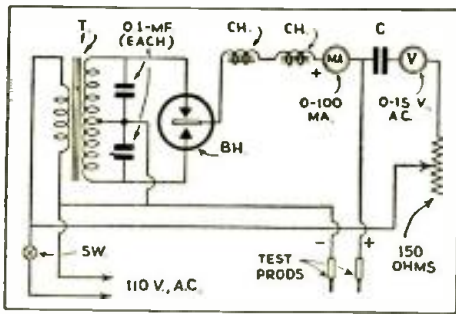 T.
0.1-MF
(EACH)
CH.
CH.
C
+
MA
V
0-100
MA.
0-15 V.
A.C.
BH.
-
+
SW.
TEST
PRODS
150
OHMS
110 V., A.C.